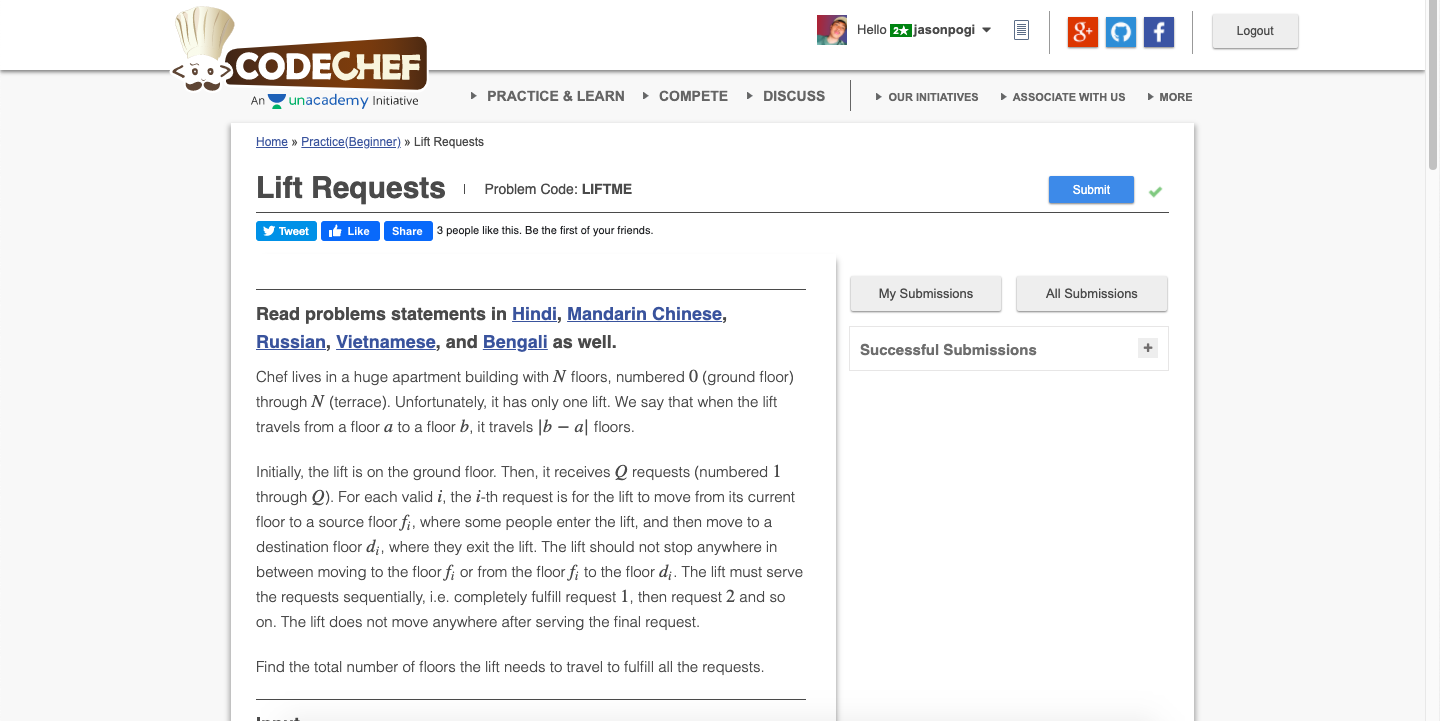 Hello 2★ jasonpogi
Logout
CODECHEF
An unacademy Initiative
PRACTICE & LEARN COMPETE DISCUSS OUR INITIATIVES ASSOCIATE WITH US MORE
Home » Practice(Beginner) » Lift Requests
Lift Requests | Problem Code: LIFTME
Submit
Tweet Like Share 3 people like this. Be the first of your friends.
My Submissions All Submissions
Successful Submissions +
Read problems statements in Hindi, Mandarin Chinese,
Russian, Vietnamese, and Bengali as well.
Chef lives in a huge apartment building with N floors, numbered 0 (ground floor)
through N (terrace). Unfortunately, it has only one lift. We say that when the lift
travels from a floor a to a floor b, it travels |b − a| floors.
Initially, the lift is on the ground floor. Then, it receives Q requests (numbered 1
through Q). For each valid i, the i-th request is for the lift to move from its current
floor to a source floor fᵢ, where some people enter the lift, and then move to a
destination floor dᵢ, where they exit the lift. The lift should not stop anywhere in
between moving to the floor fᵢ or from the floor fᵢ to the floor dᵢ. The lift must serve
the requests sequentially, i.e. completely fulfill request 1, then request 2 and so
on. The lift does not move anywhere after serving the final request.
Find the total number of floors the lift needs to travel to fulfill all the requests.